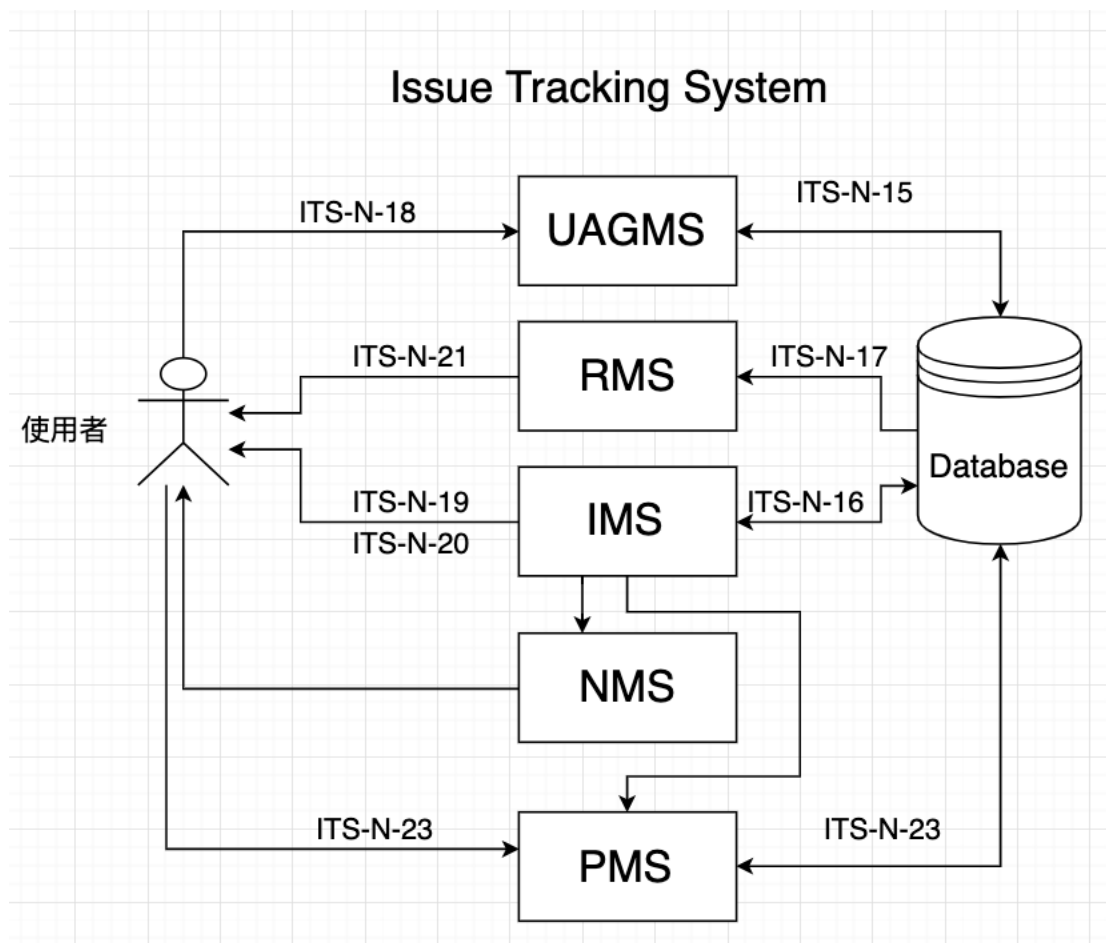 Issue Tracking System
ITS-N-18
UAGMS
ITS-N-15
ITS-N-21
RMS
ITS-N-17
使用者
Database
ITS-N-19
ITS-N-20
IMS
ITS-N-16
NMS
ITS-N-23
PMS
ITS-N-23